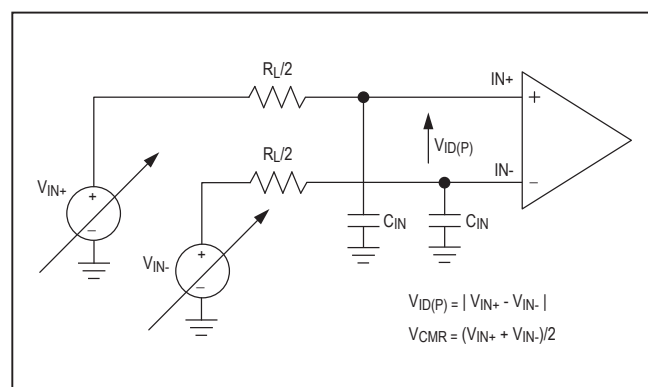 R_L/2
IN+
+
V_ID(P)
R_L/2
IN-
–
V_IN+
+
–
C_IN
C_IN
V_IN-
+
–
V_ID(P) = | V_IN+ - V_IN- |
V_CMR = (V_IN+ + V_IN-)/2